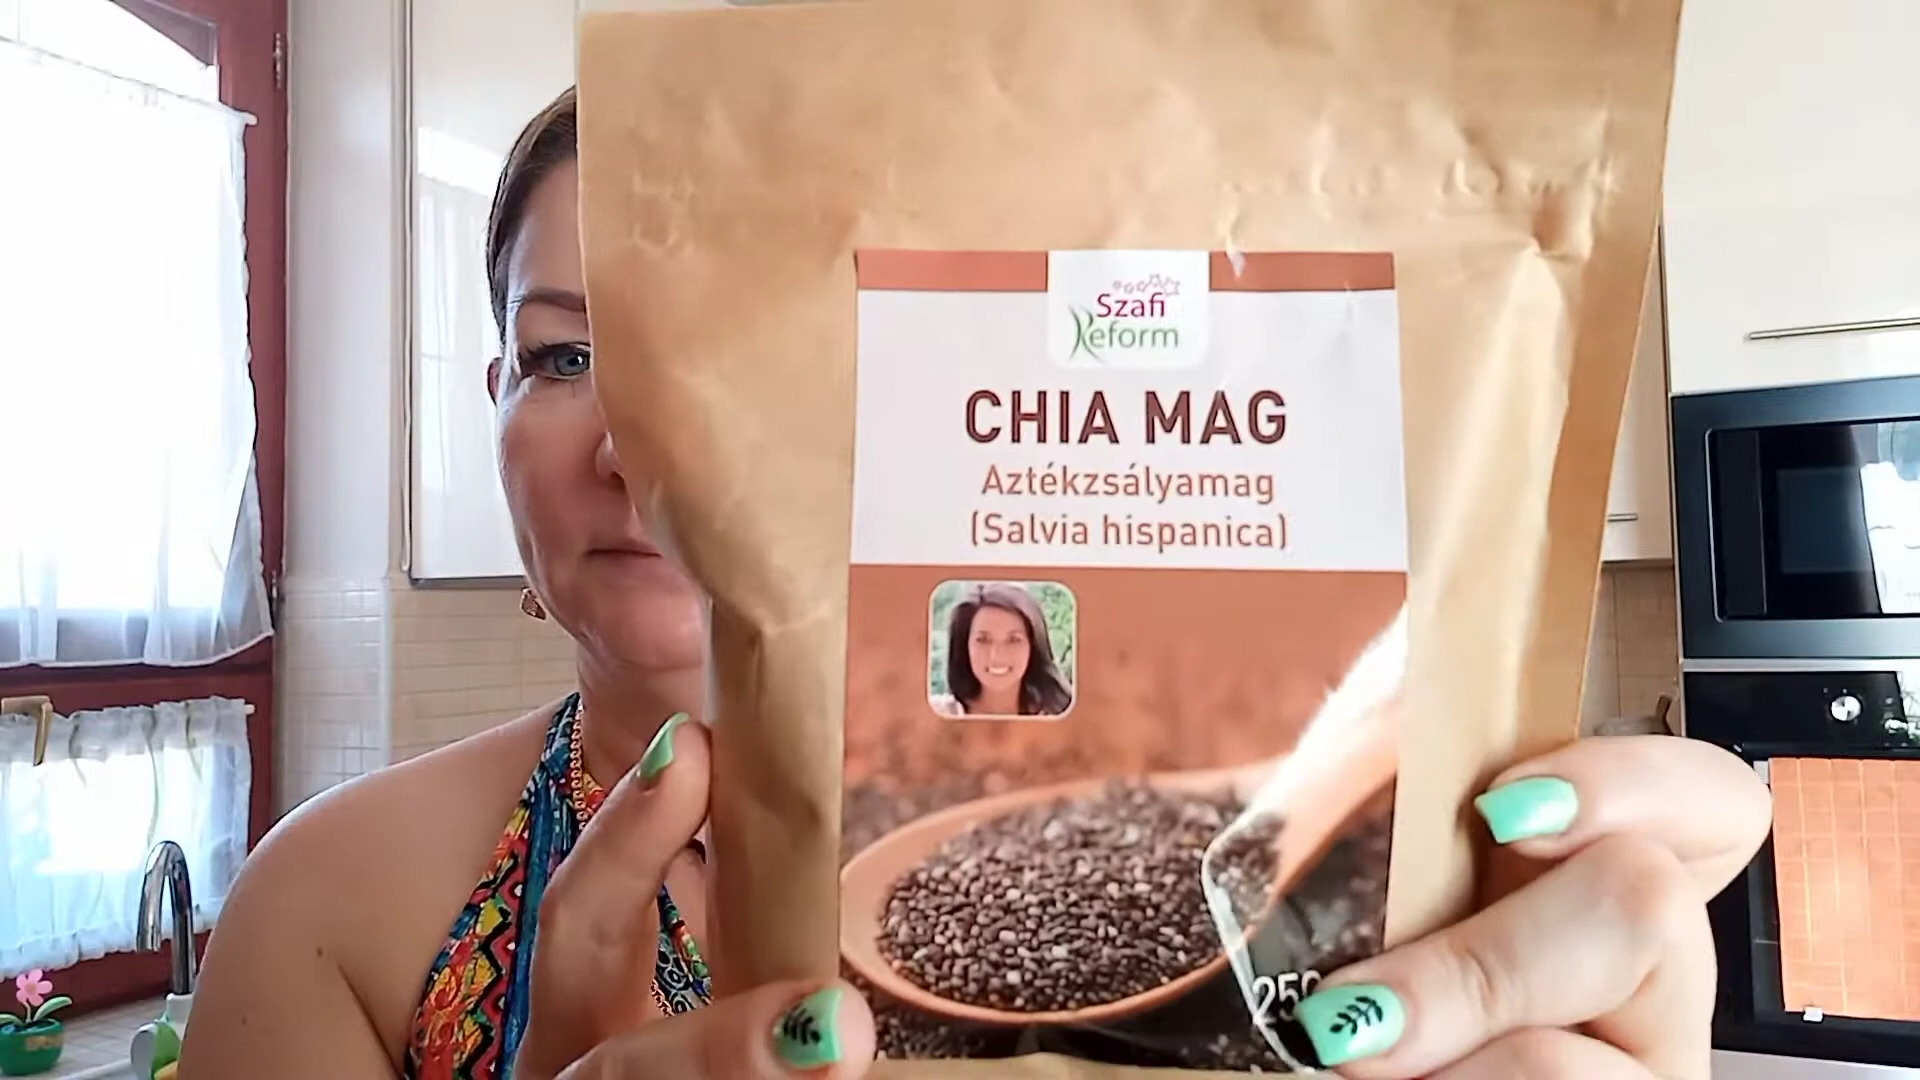 Szafi
Reform
CHIA MAG
Aztékzsályamag
(Salvia hispanica)